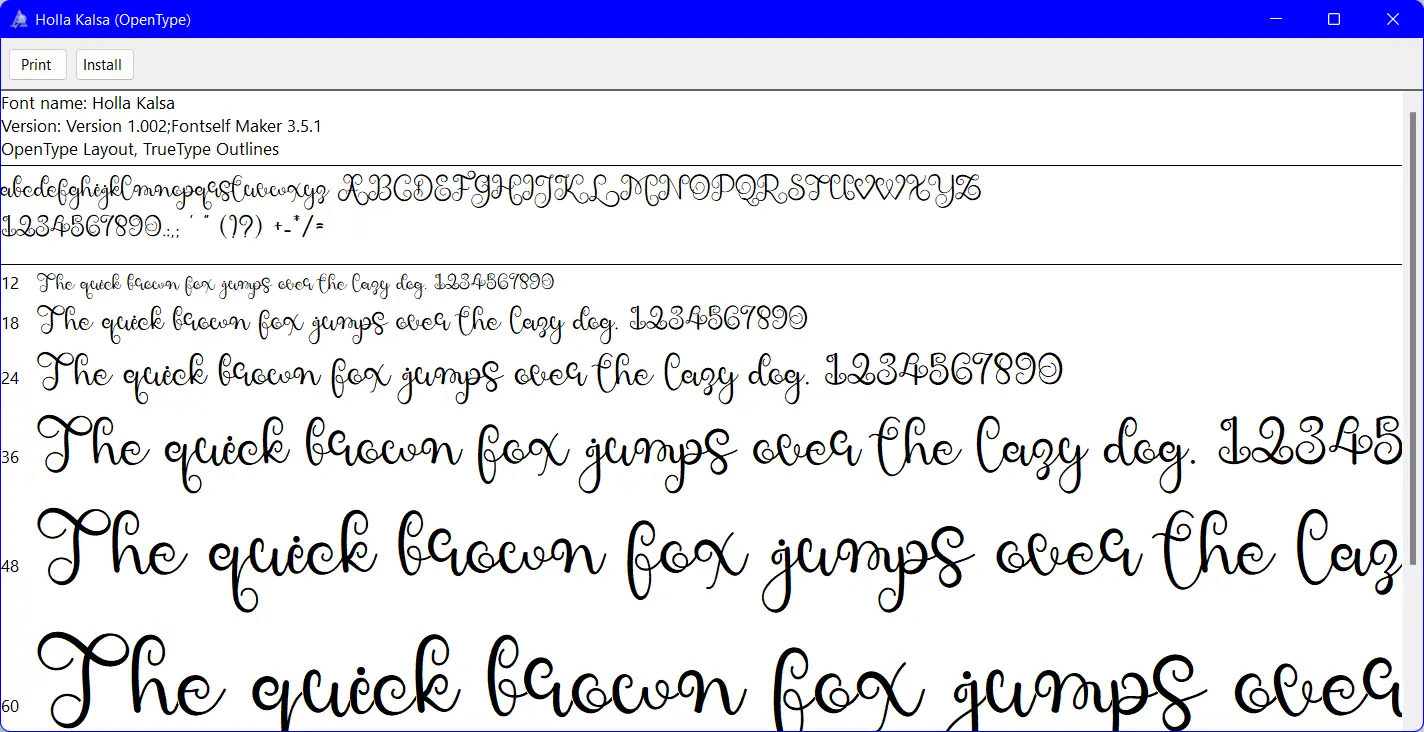 Holla Kalsa (OpenType)
Print Install
Font name: Holla Kalsa
Version: Version 1.002;Fontself Maker 3.5.1
OpenType Layout, TrueType Outlines
abcdefghijklmnopqrstuvwxyz ABCDEFGHIJKLMNOPQRSTUVWXYZ
1234567890.:,; ' " (!?) +-*/=
12 The quick brown fox jumps over the lazy dog. 1234567890
18 The quick brown fox jumps over the lazy dog. 1234567890
24 The quick brown fox jumps over the lazy dog. 1234567890
36 The quick brown fox jumps over the lazy dog. 12345
48 The quick brown fox jumps over the laz
60 The quick brown fox jumps over